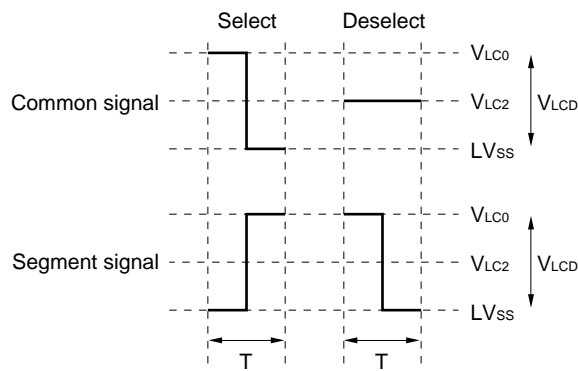 Select Deselect
VLC0
Common signal VLC2 VLCD
LVSS
VLC0
Segment signal VLC2 VLCD
LVSS
T T